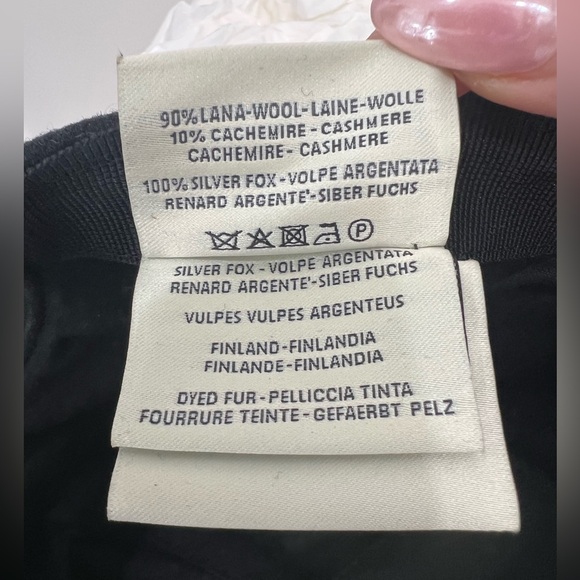 90%LANA-WOOL-LAINE-WOLLE
10% CACHEMIRE-CASHMERE
CACHEMIRE- CASHMERE
100%SILVER FOX-VOLPE ARGENTATA
RENARD ARGENTE'-SIBER FUCHS
P
SILVER FOX-VOLPE ARGENTATA
RENARD ARGENTE'-SIBER FUCHS
VULPES VULPES ARGENTEUS
FINLAND-FINLANDIA
FINLANDE-FINLANDIA
DYED FUR-PELLICCIA TINTA
FOURRURE TEINTE-GEFAERBT PELZ